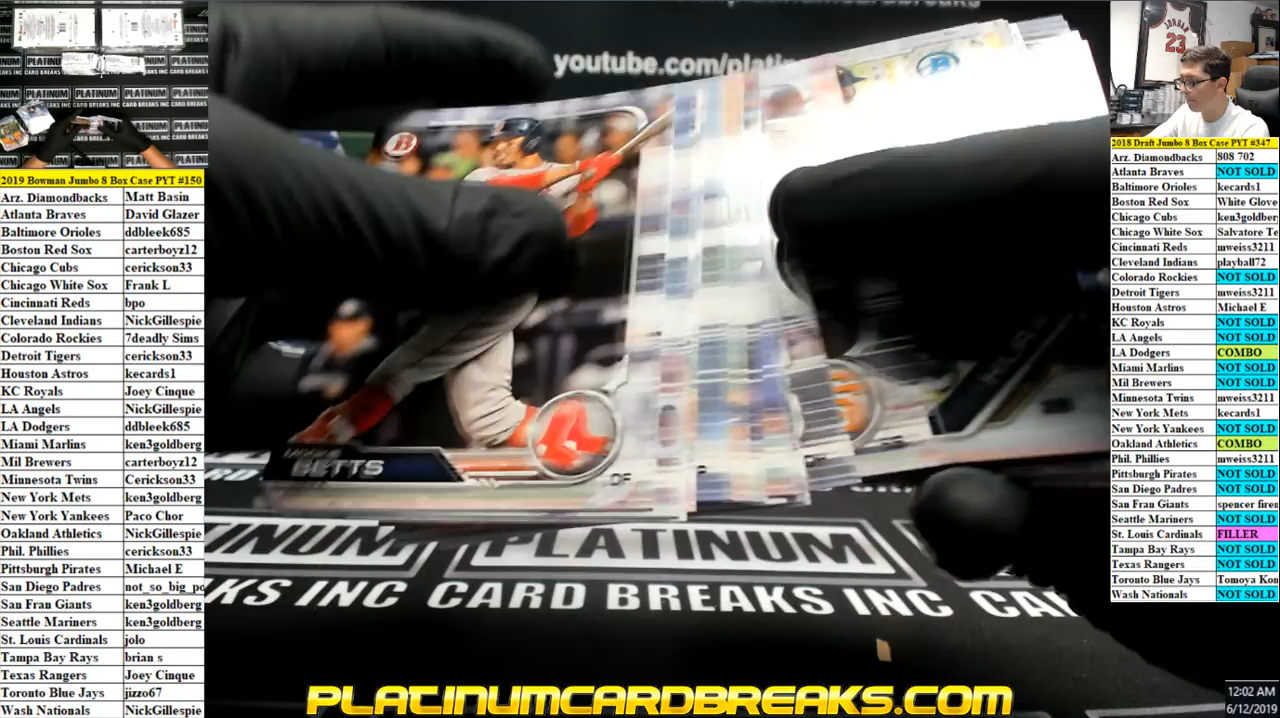 youtube.com/plati
JORDAN
23
2019 Bowman Jumbo 8 Box Case PYT #150
Arz. Diamondbacks Matt Basin
Atlanta Braves David Glazer
Baltimore Orioles ddbleek685
Boston Red Sox carterboyz12
Chicago Cubs cerickson33
Chicago White Sox Frank L
Cincinnati Reds bpo
Cleveland Indians NickGillespie
Colorado Rockies 7deadly Sims
Detroit Tigers cerickson33
Houston Astros kecards1
KC Royals Joey Cinque
LA Angels NickGillespie
LA Dodgers ddbleek685
Miami Marlins ken3goldberg
Mil Brewers carterboyz12
Minnesota Twins Cerickson33
New York Mets ken3goldberg
New York Yankees Paco Chor
Oakland Athletics NickGillespie
Phil. Phillies cerickson33
Pittsburgh Pirates Michael E
San Diego Padres not_so_big_po
San Fran Giants ken3goldberg
Seattle Mariners ken3goldberg
St. Louis Cardinals jolo
Tampa Bay Rays brian s
Texas Rangers Joey Cinque
Toronto Blue Jays jizzo67
Wash Nationals NickGillespie
2018 Draft Jumbo 8 Box Case PYT #347
Arz. Diamondbacks 808 702
Atlanta Braves NOT SOLD
Baltimore Orioles kecards1
Boston Red Sox White Glove
Chicago Cubs ken3goldber
Chicago White Sox Salvatore Te
Cincinnati Reds mweiss3211
Cleveland Indians playball72
Colorado Rockies NOT SOLD
Detroit Tigers mweiss3211
Houston Astros Michael E
KC Royals NOT SOLD
LA Angels NOT SOLD
LA Dodgers COMBO
Miami Marlins NOT SOLD
Mil Brewers NOT SOLD
Minnesota Twins mweiss3211
New York Mets kecards1
New York Yankees NOT SOLD
Oakland Athletics COMBO
Phil. Phillies mweiss3211
Pittsburgh Pirates NOT SOLD
San Diego Padres NOT SOLD
San Fran Giants spencer firen
Seattle Mariners NOT SOLD
St. Louis Cardinals FILLER
Tampa Bay Rays NOT SOLD
Texas Rangers NOT SOLD
Toronto Blue Jays Tomoya Kon
Wash Nationals NOT SOLD
MOOKIE
BETTS
OF
PLATINUM
CARD BREAKS INC
PLATINUMCARDBREAKS.COM
12:02 AM
6/12/2019